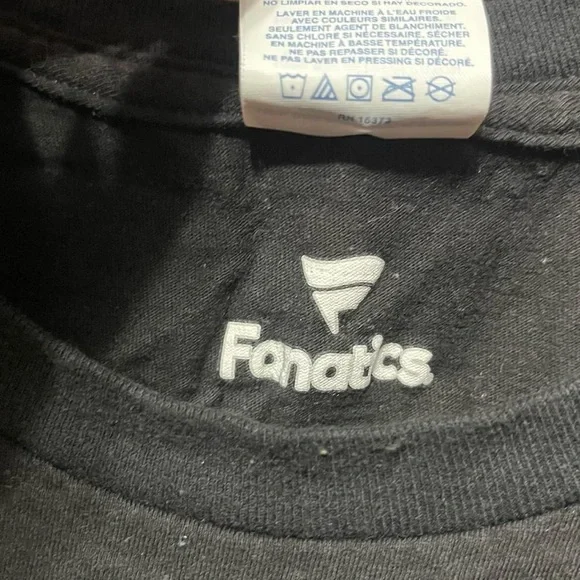 NO LIMPIAR EN SECO SI HAY DECORADO.
LAVER EN MACHINE À L'EAU FROIDE
AVEC COULEURS SIMILAIRES.
SEULEMENT AGENT DE BLANCHIMENT
SANS CHLORE SI NÉCESSAIRE. SÉCHER
EN MACHINE À BASSE TEMPÉRATURE.
NE PAS REPASSER SI DÉCORÉ.
NE PAS LAVER EN PRESSING SI DÉCORÉ.
RN 15373
Fanatics.